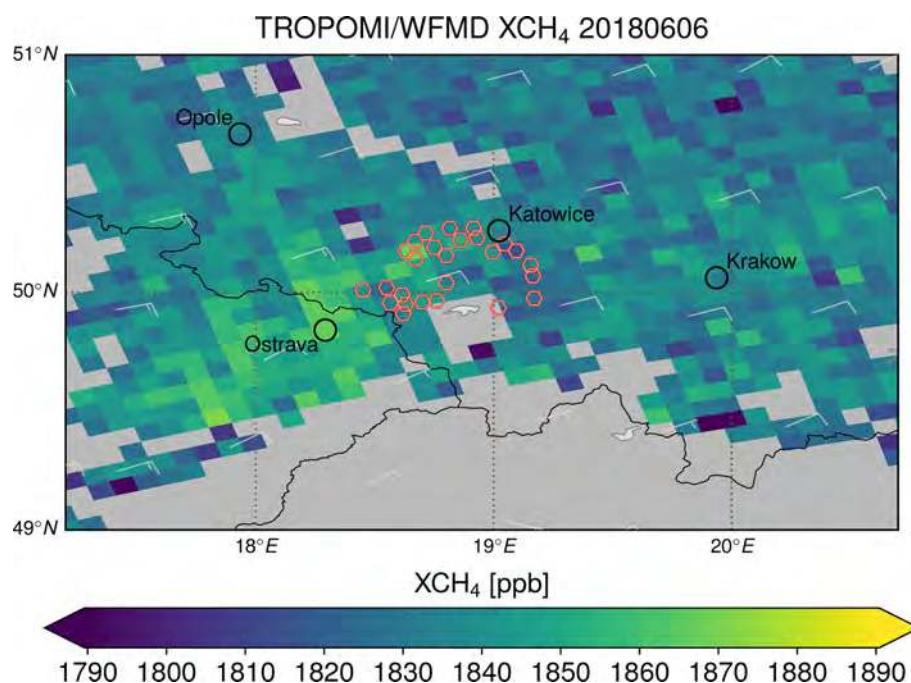 TROPOMI/WFMD XCH₄ 20180606
51°N
Opole
Katowice
Krakow
50°N
Ostrava
49°N
18°E 19°E 20°E
XCH₄ [ppb]
1790 1800 1810 1820 1830 1840 1850 1860 1870 1880 1890